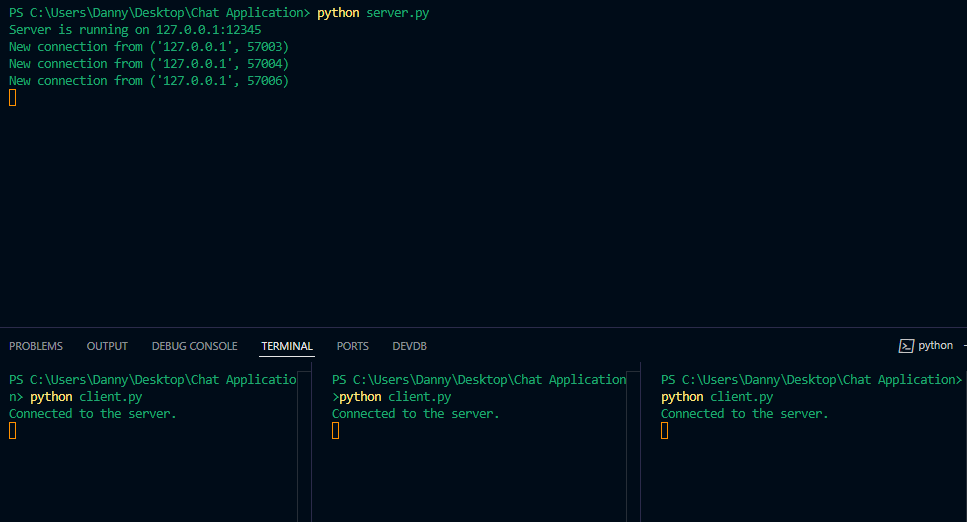 PS C:\Users\Danny\Desktop\Chat Application> python server.py
Server is running on 127.0.0.1:12345
New connection from ('127.0.0.1', 57003)
New connection from ('127.0.0.1', 57004)
New connection from ('127.0.0.1', 57006)
PROBLEMS OUTPUT DEBUG CONSOLE TERMINAL PORTS DEVDB python
PS C:\Users\Danny\Desktop\Chat Applicatio
n> python client.py
Connected to the server.
PS C:\Users\Danny\Desktop\Chat Application
>python client.py
Connected to the server.
PS C:\Users\Danny\Desktop\Chat Application>
python client.py
Connected to the server.